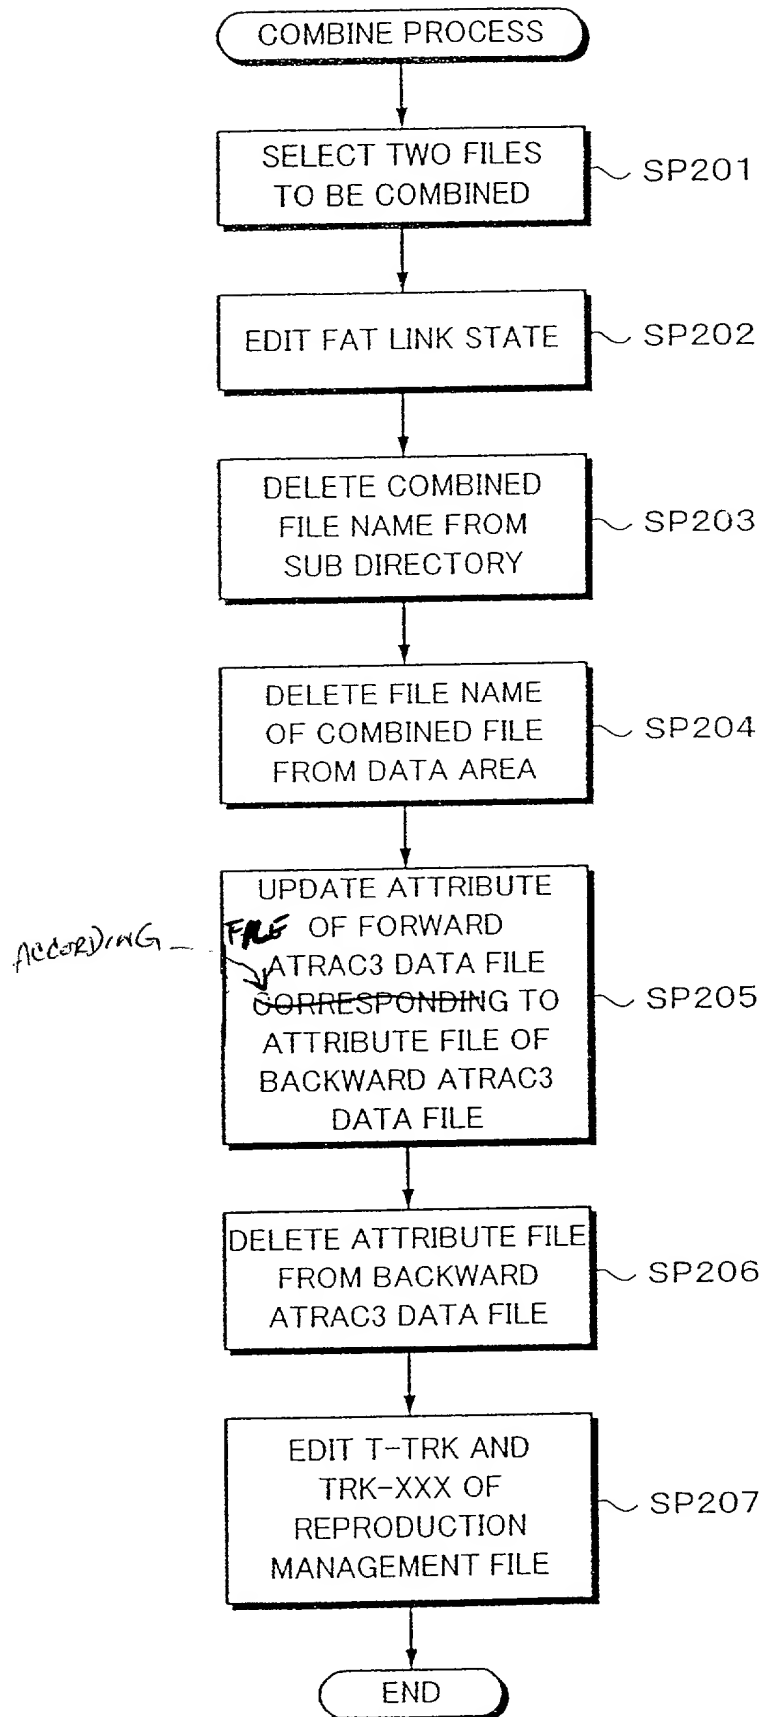 COMBINE PROCESS
SELECT TWO FILES
TO BE COMBINED
SP201
EDIT FAT LINK STATE
SP202
DELETE COMBINED
FILE NAME FROM
SUB DIRECTORY
SP203
DELETE FILE NAME
OF COMBINED FILE
FROM DATA AREA
SP204
UPDATE ATTRIBUTE
FILE OF FORWARD
ATRAC3 DATA FILE
ACCORDING
CORRESPONDING TO
ATTRIBUTE FILE OF
BACKWARD ATRAC3
DATA FILE
SP205
DELETE ATTRIBUTE FILE
FROM BACKWARD
ATRAC3 DATA FILE
SP206
EDIT T-TRK AND
TRK-XXX OF
REPRODUCTION
MANAGEMENT FILE
SP207
END